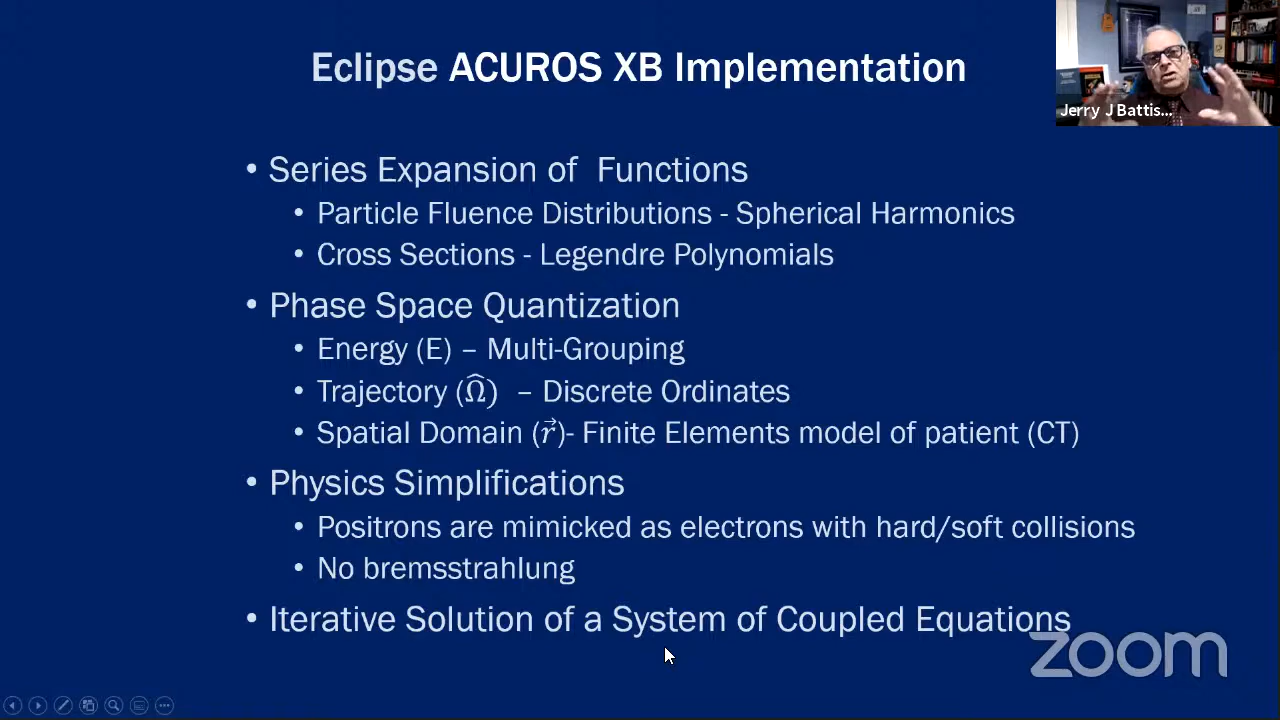 Eclipse ACUROS XB Implementation
Jerry J Battis...
• Series Expansion of Functions
• Particle Fluence Distributions - Spherical Harmonics
• Cross Sections - Legendre Polynomials
• Phase Space Quantization
• Energy (E) – Multi-Grouping
• Trajectory (Ω̂) – Discrete Ordinates
• Spatial Domain (r⃗)- Finite Elements model of patient (CT)
• Physics Simplifications
• Positrons are mimicked as electrons with hard/soft collisions
• No bremsstrahlung
• Iterative Solution of a System of Coupled Equations
zoom